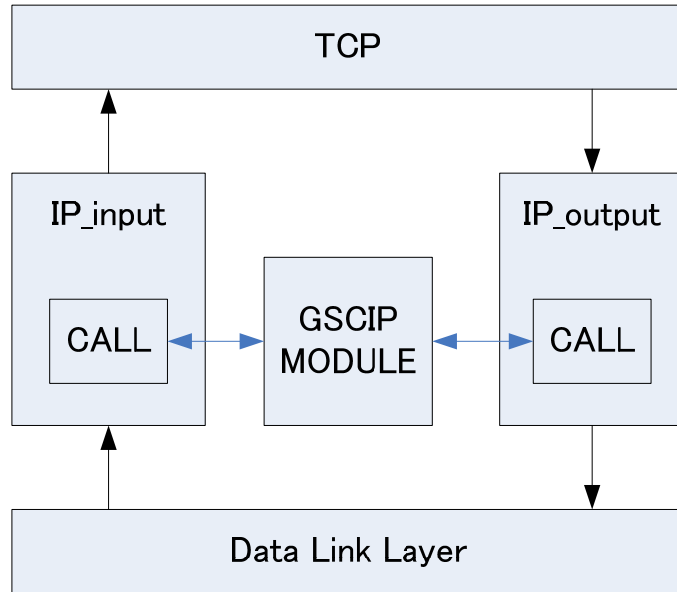 TCP
IP_input
IP_output
CALL
GSCIP
MODULE
CALL
Data Link Layer